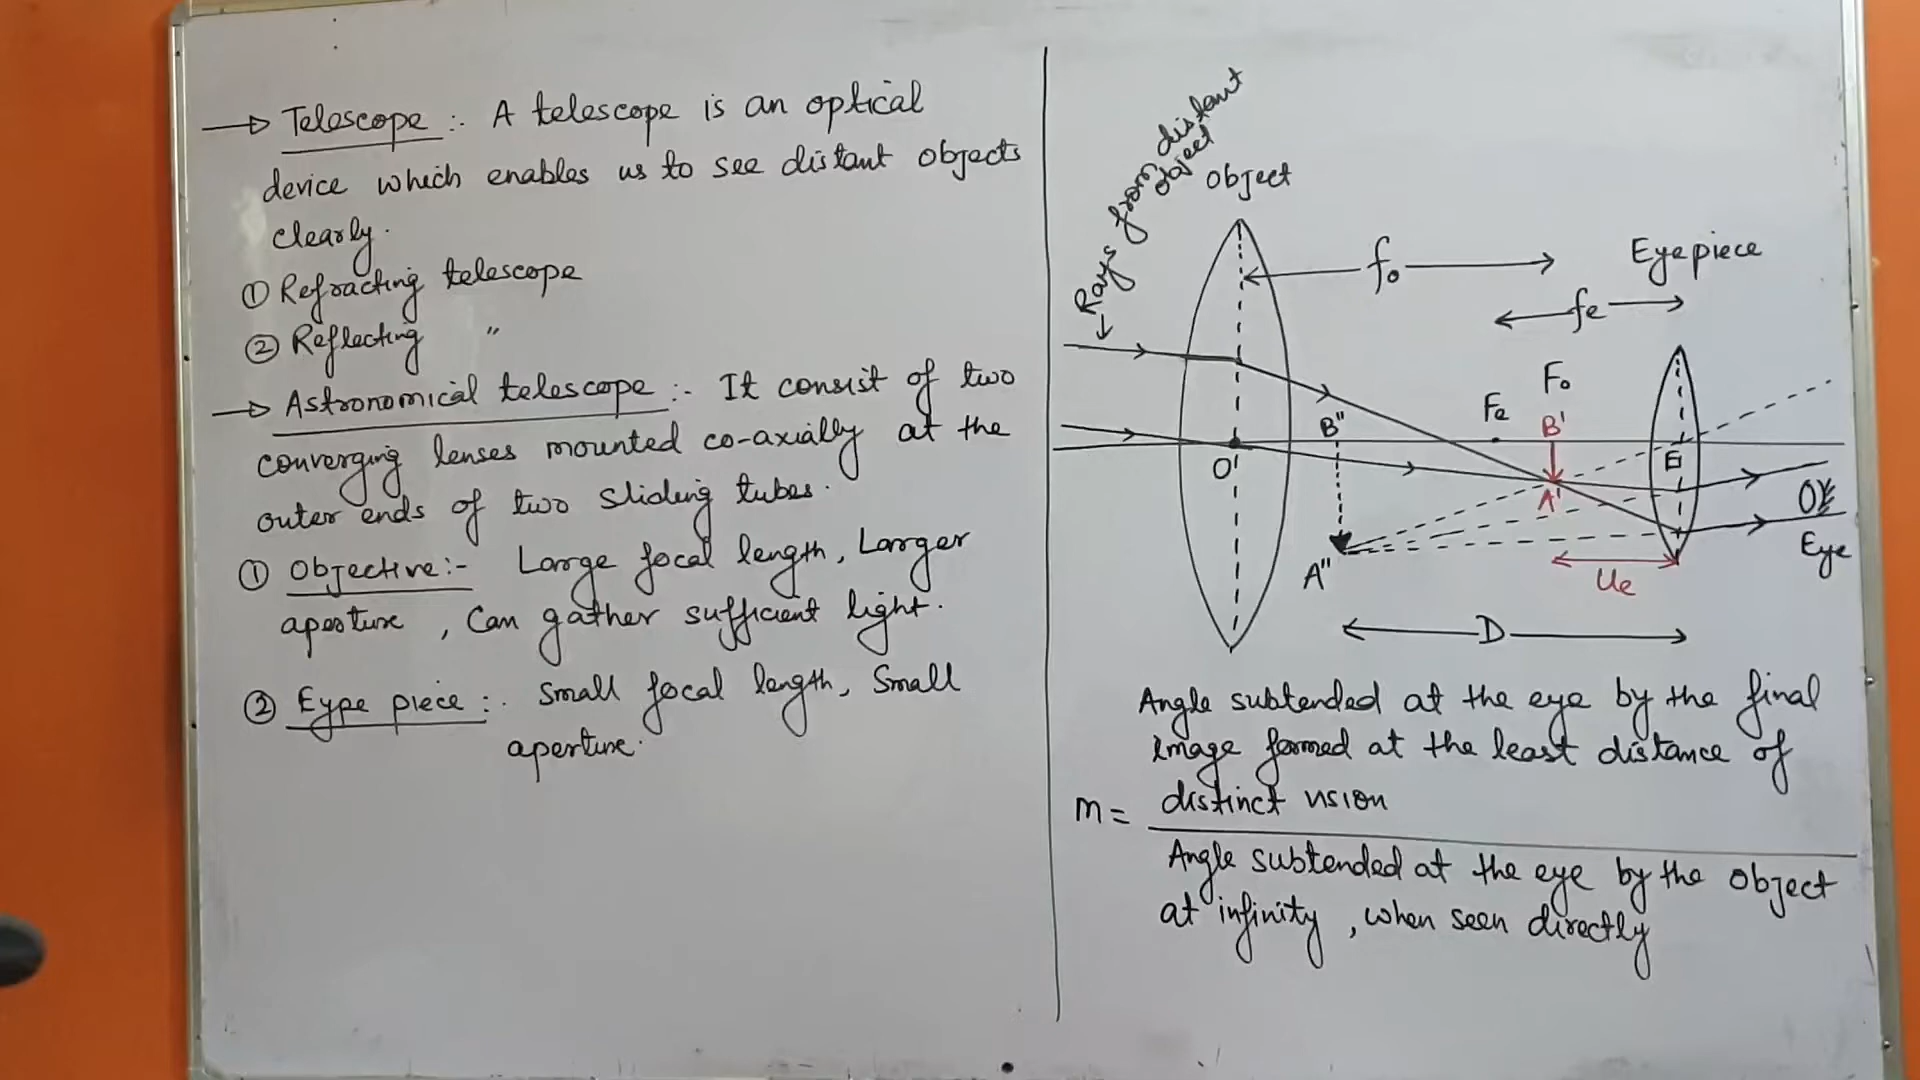 → Telescope :- A telescope is an optical
device which enables us to see distant objects
clearly.
① Refracting telescope
② Reflecting "
→ Astronomical telescope :- It consist of two
converging lenses mounted co-axially at the
outer ends of two sliding tubes.
① Objective :- Large focal length, Larger
aperture, Can gather sufficient light.
② Eype piece :- Small focal length, Small
aperture.
Rays from distant
object
Object
fo
Eyepiece
fe
Fo
Fe
B"
B'
O'
E
A'
A"
Eye
ue
D
Angle subtended at the eye by the final
image formed at the least distance of
distinct vision
m =
Angle subtended at the eye by the object
at infinity, when seen directly